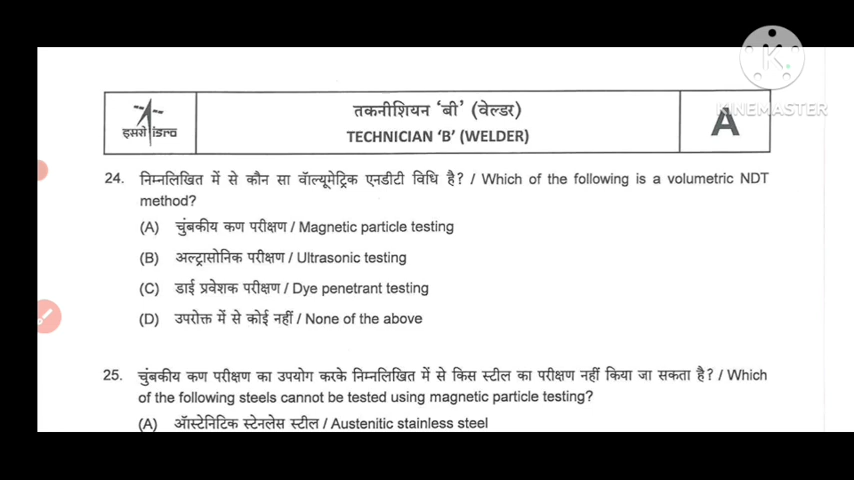 KINEMASTER
इसरो isro
तकनीशियन 'बी' (वेल्डर)
TECHNICIAN 'B' (WELDER)
A
24. निम्नलिखित में से कौन सा वॉल्यूमेट्रिक एनडीटी विधि है? / Which of the following is a volumetric NDT
method?
(A) चुंबकीय कण परीक्षण / Magnetic particle testing
(B) अल्ट्रासोनिक परीक्षण / Ultrasonic testing
(C) डाई प्रवेशक परीक्षण / Dye penetrant testing
(D) उपरोक्त में से कोई नहीं / None of the above
25. चुंबकीय कण परीक्षण का उपयोग करके निम्नलिखित में से किस स्टील का परीक्षण नहीं किया जा सकता है? / Which
of the following steels cannot be tested using magnetic particle testing?
(A) ऑस्टेनिटिक स्टेनलेस स्टील / Austenitic stainless steel